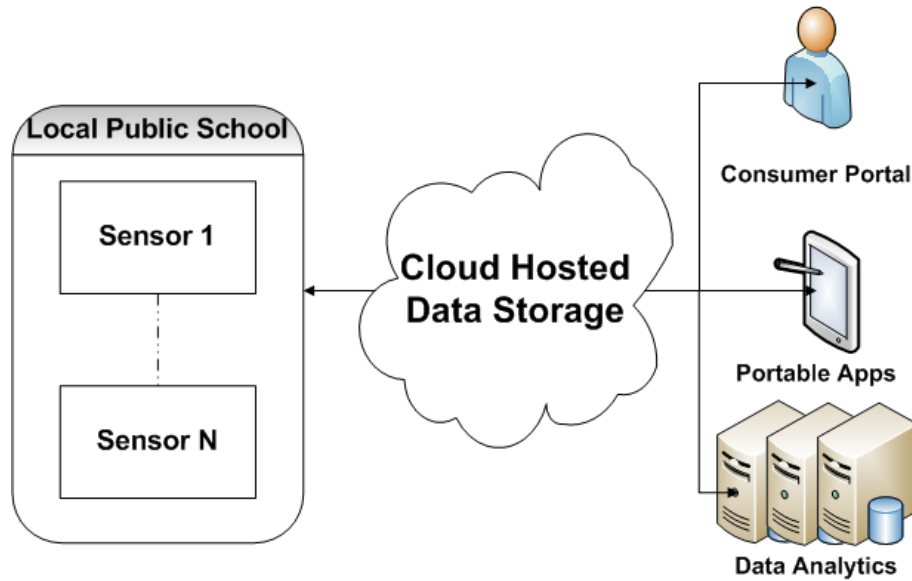 Local Public School
Sensor 1
Sensor N
Cloud Hosted
Data Storage
Consumer Portal
Portable Apps
Data Analytics